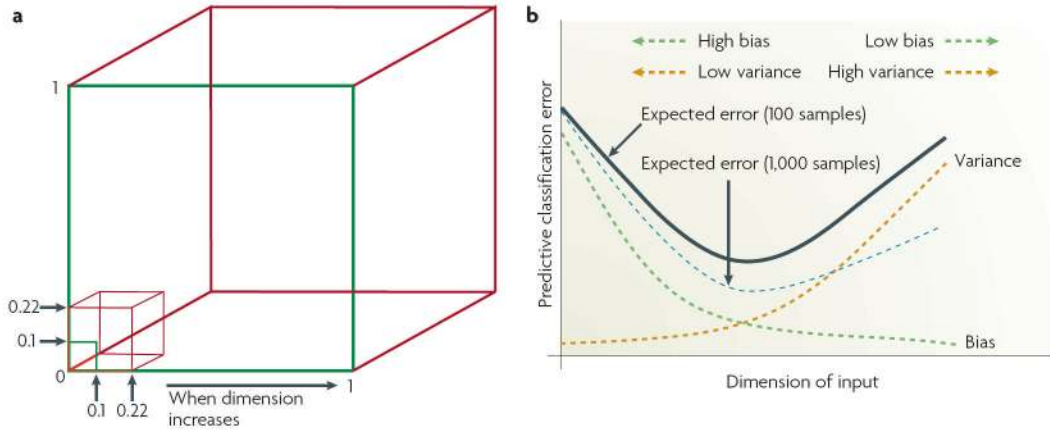 a
1
0.22
0.1
0
0.1
0.22
When dimension
increases
1
b
High bias
Low bias
Low variance
High variance
Expected error (100 samples)
Expected error (1,000 samples)
Variance
Bias
Predictive classification error
Dimension of input